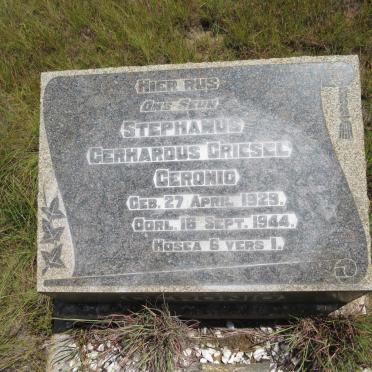 HIER RUS
ONS SEUN
STEPHANUS
GERHARDUS GRIESEL
GERONIO
GEB. 27 APRIL 1929.
OORL. 16 SEPT. 1944.
HOSEA 6 VERS 1.